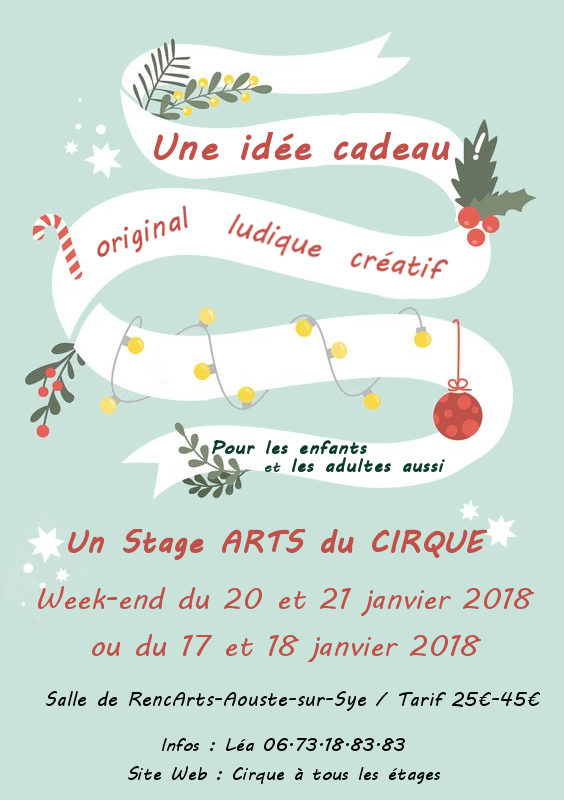 Une idée cadeau !
original ludique créatif
Pour les enfants
et les adultes aussi
Un Stage ARTS du CIRQUE
Week-end du 20 et 21 janvier 2018
ou du 17 et 18 janvier 2018
Salle de RencArts-Aouste-sur-Sye / Tarif 25€-45€
Infos : Léa 06·73·18·83·83
Site Web : Cirque à tous les étages